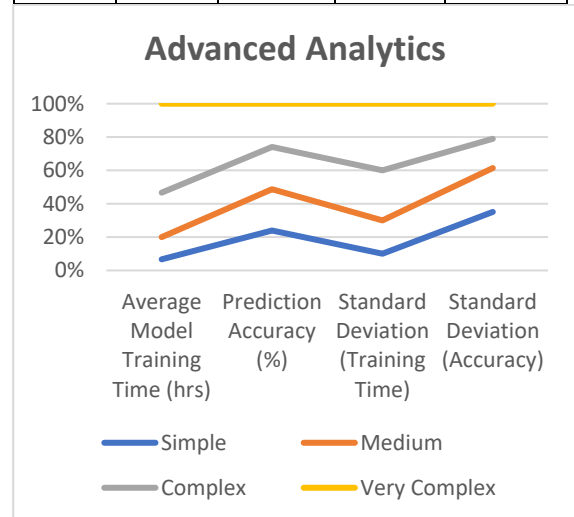 Advanced Analytics
100%
80%
60%
40%
20%
0%
Average Model Training Time (hrs)
Prediction Accuracy (%)
Standard Deviation (Training Time)
Standard Deviation (Accuracy)
Simple
Medium
Complex
Very Complex